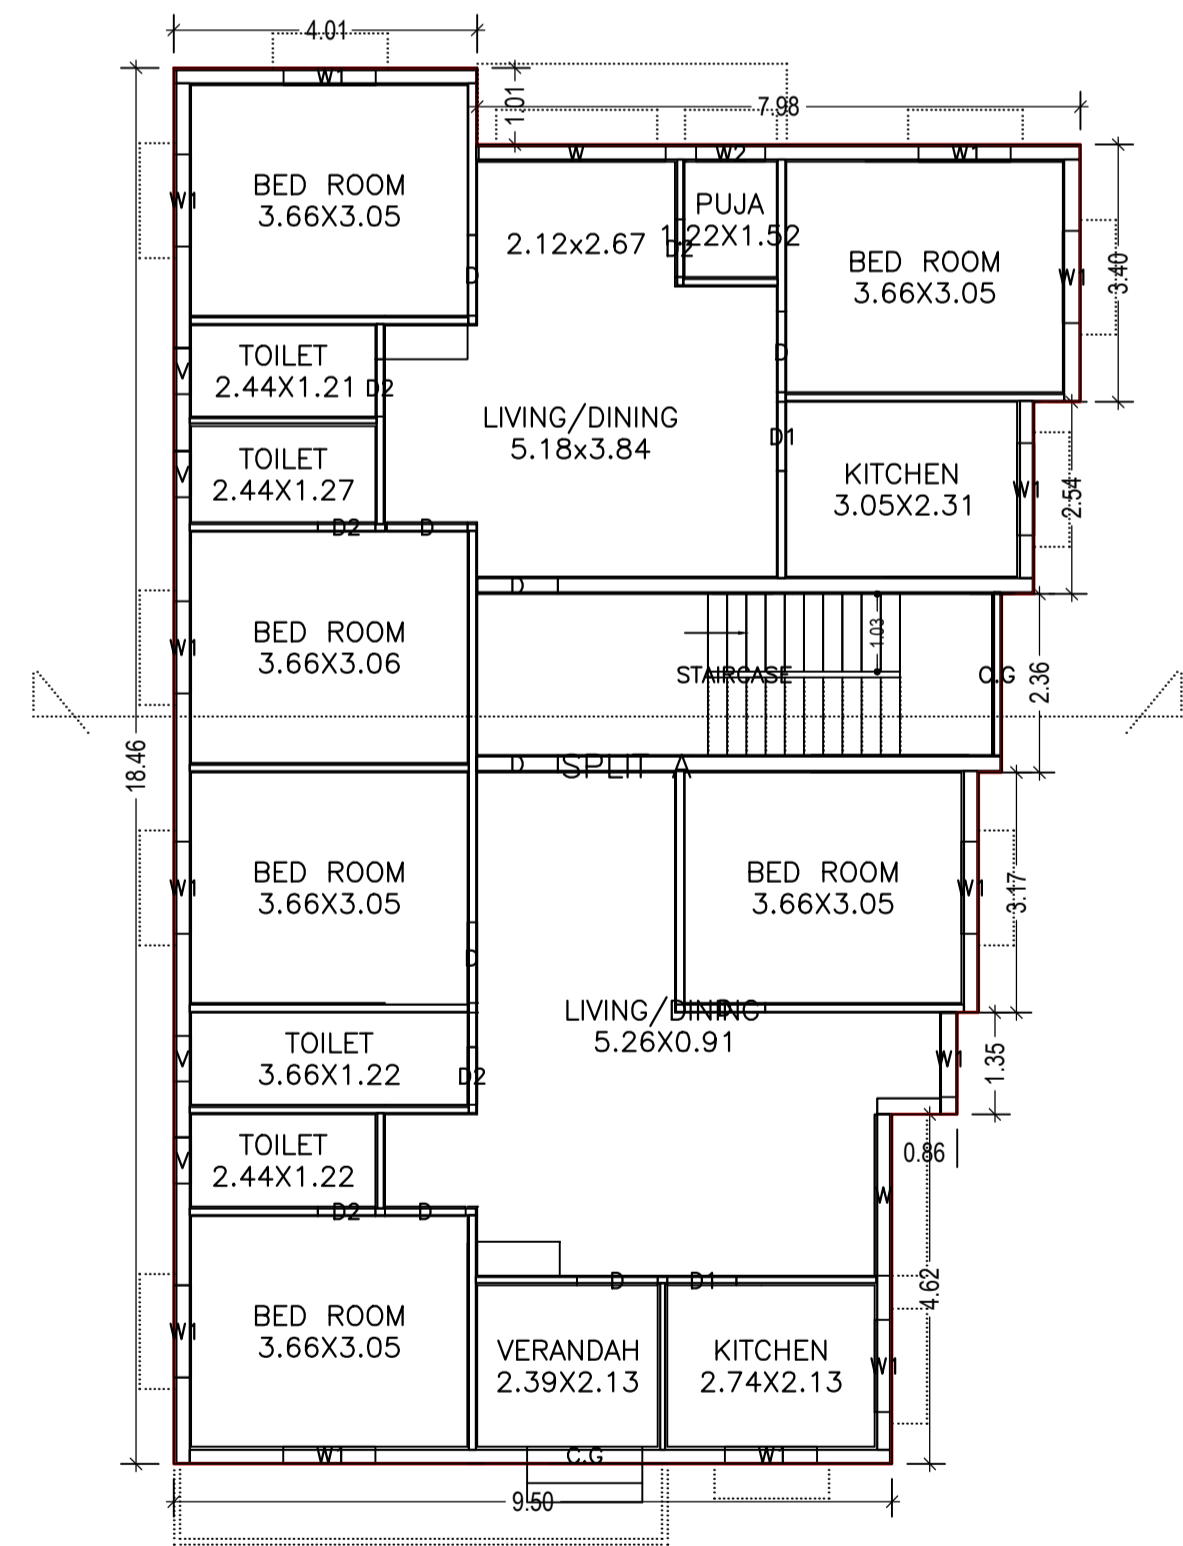 4.01
W1
1.01
7.98
W
W2
W1
BED ROOM
3.66X3.05
W1
PUJA
1.22X1.52
2.12x2.67
D2
D
BED ROOM
3.66X3.05
W1
3.40
TOILET
2.44X1.21
V
D2
D
LIVING/DINING
5.18x3.84
D1
TOILET
2.44X1.27
V
KITCHEN
3.05X2.31
W1
2.54
D2
D
D
BED ROOM
3.66X3.06
W1
1.03
STAIRCASE
C.G
2.36
18.46
D
SPLIT A
BED ROOM
3.66X3.05
W1
BED ROOM
3.66X3.05
W1
3.17
D
LIVING/DINING
5.26X0.91
D
TOILET
3.66X1.22
V
D2
W1
1.35
TOILET
2.44X1.22
V
0.86
W
D2
D
D
D1
4.62
BED ROOM
3.66X3.05
W1
VERANDAH
2.39X2.13
KITCHEN
2.74X2.13
W1
W1
C.G
W1
9.50